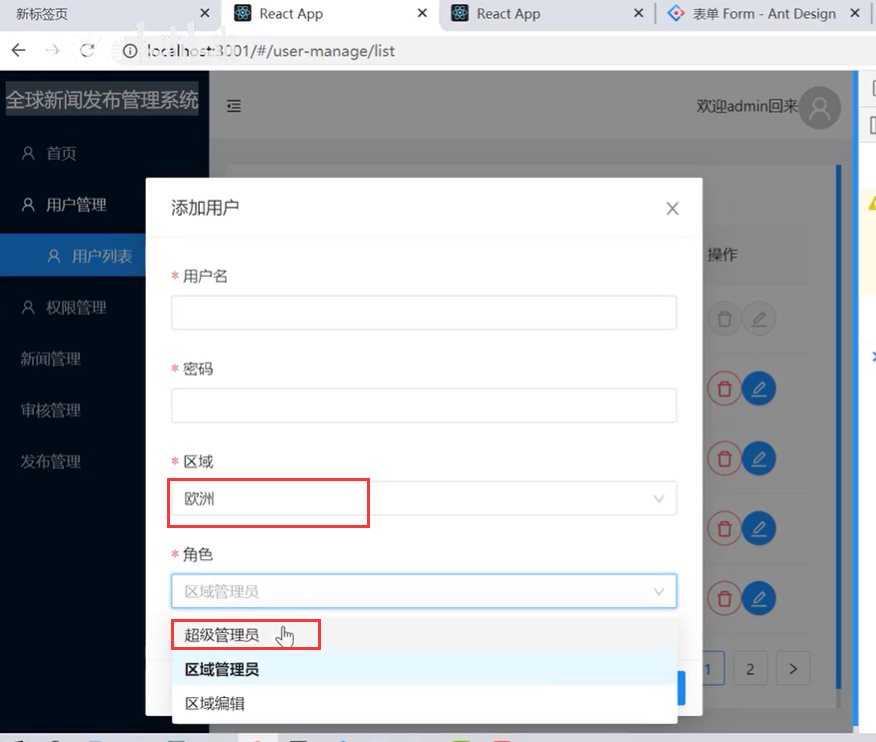 新标签页
React App
React App
表单 Form - Ant Design
localhost:3001/#/user-manage/list
全球新闻发布管理系统
欢迎admin回来
首页
用户管理
用户列表
权限管理
新闻管理
审核管理
发布管理
添加用户
操作
* 用户名
* 密码
* 区域
欧洲
* 角色
区域管理员
超级管理员
区域管理员
区域编辑
1
2